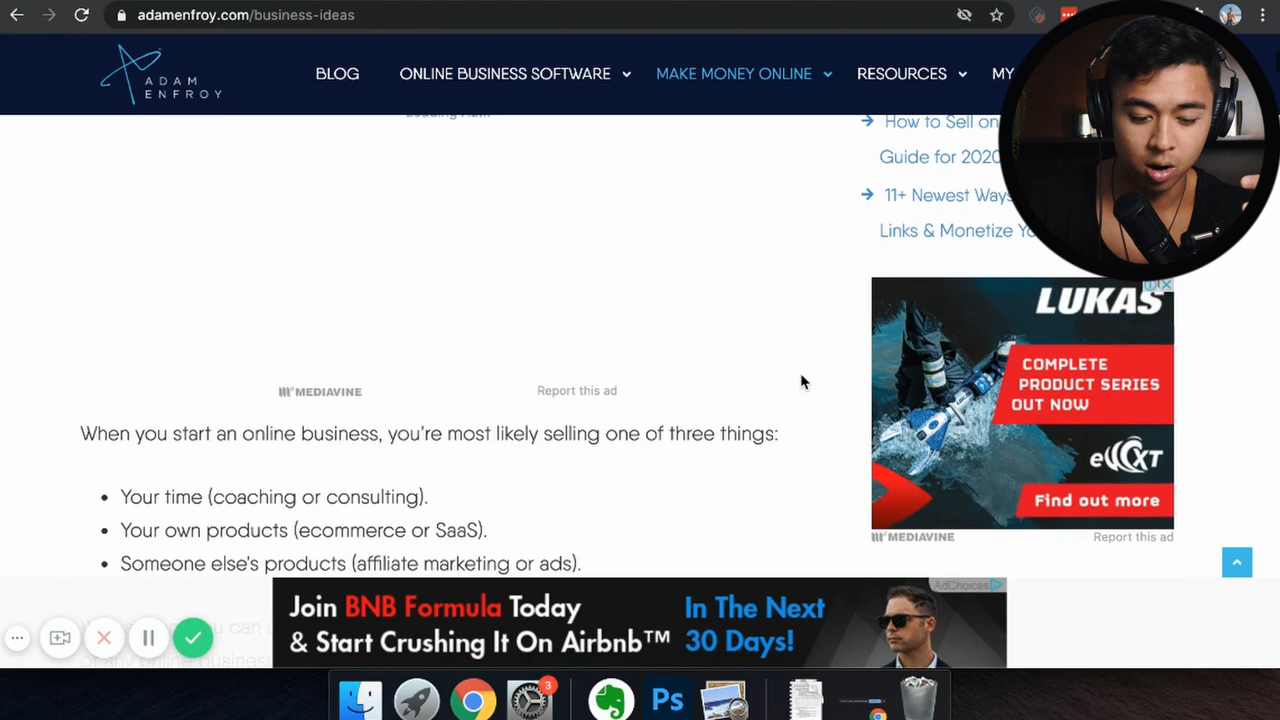 adamenfroy.com/business-ideas
ADAM
ENFROY
BLOG
ONLINE BUSINESS SOFTWARE
MAKE MONEY ONLINE
RESOURCES
MY
How to Sell on
Guide for 2020
11+ Newest Ways
Links & Monetize Yo
LUKAS
COMPLETE
PRODUCT SERIES
OUT NOW
Find out more
MEDIAVINE
Report this ad
MEDIAVINE
Report this ad
When you start an online business, you're most likely selling one of three things:
• Your time (coaching or consulting).
• Your own products (ecommerce or SaaS).
• Someone else's products (affiliate marketing or ads).
AdChoices
Join BNB Formula Today
& Start Crushing It On Airbnb™
In The Next
30 Days!
3
Ps